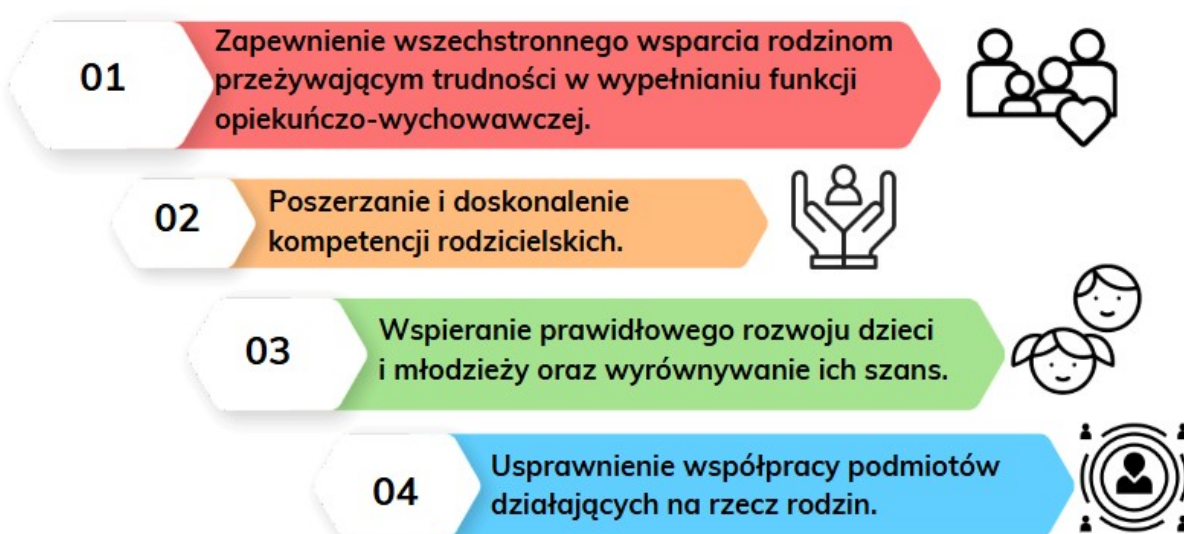 01
Zapewnienie wszechstronnego wsparcia rodzinom
przeżywającym trudności w wypełnianiu funkcji
opiekuńczo-wychowawczej.
02
Poszerzanie i doskonalenie
kompetencji rodzicielskich.
03
Wspieranie prawidłowego rozwoju dzieci
i młodzieży oraz wyrównywanie ich szans.
04
Usprawnienie współpracy podmiotów
działających na rzecz rodzin.